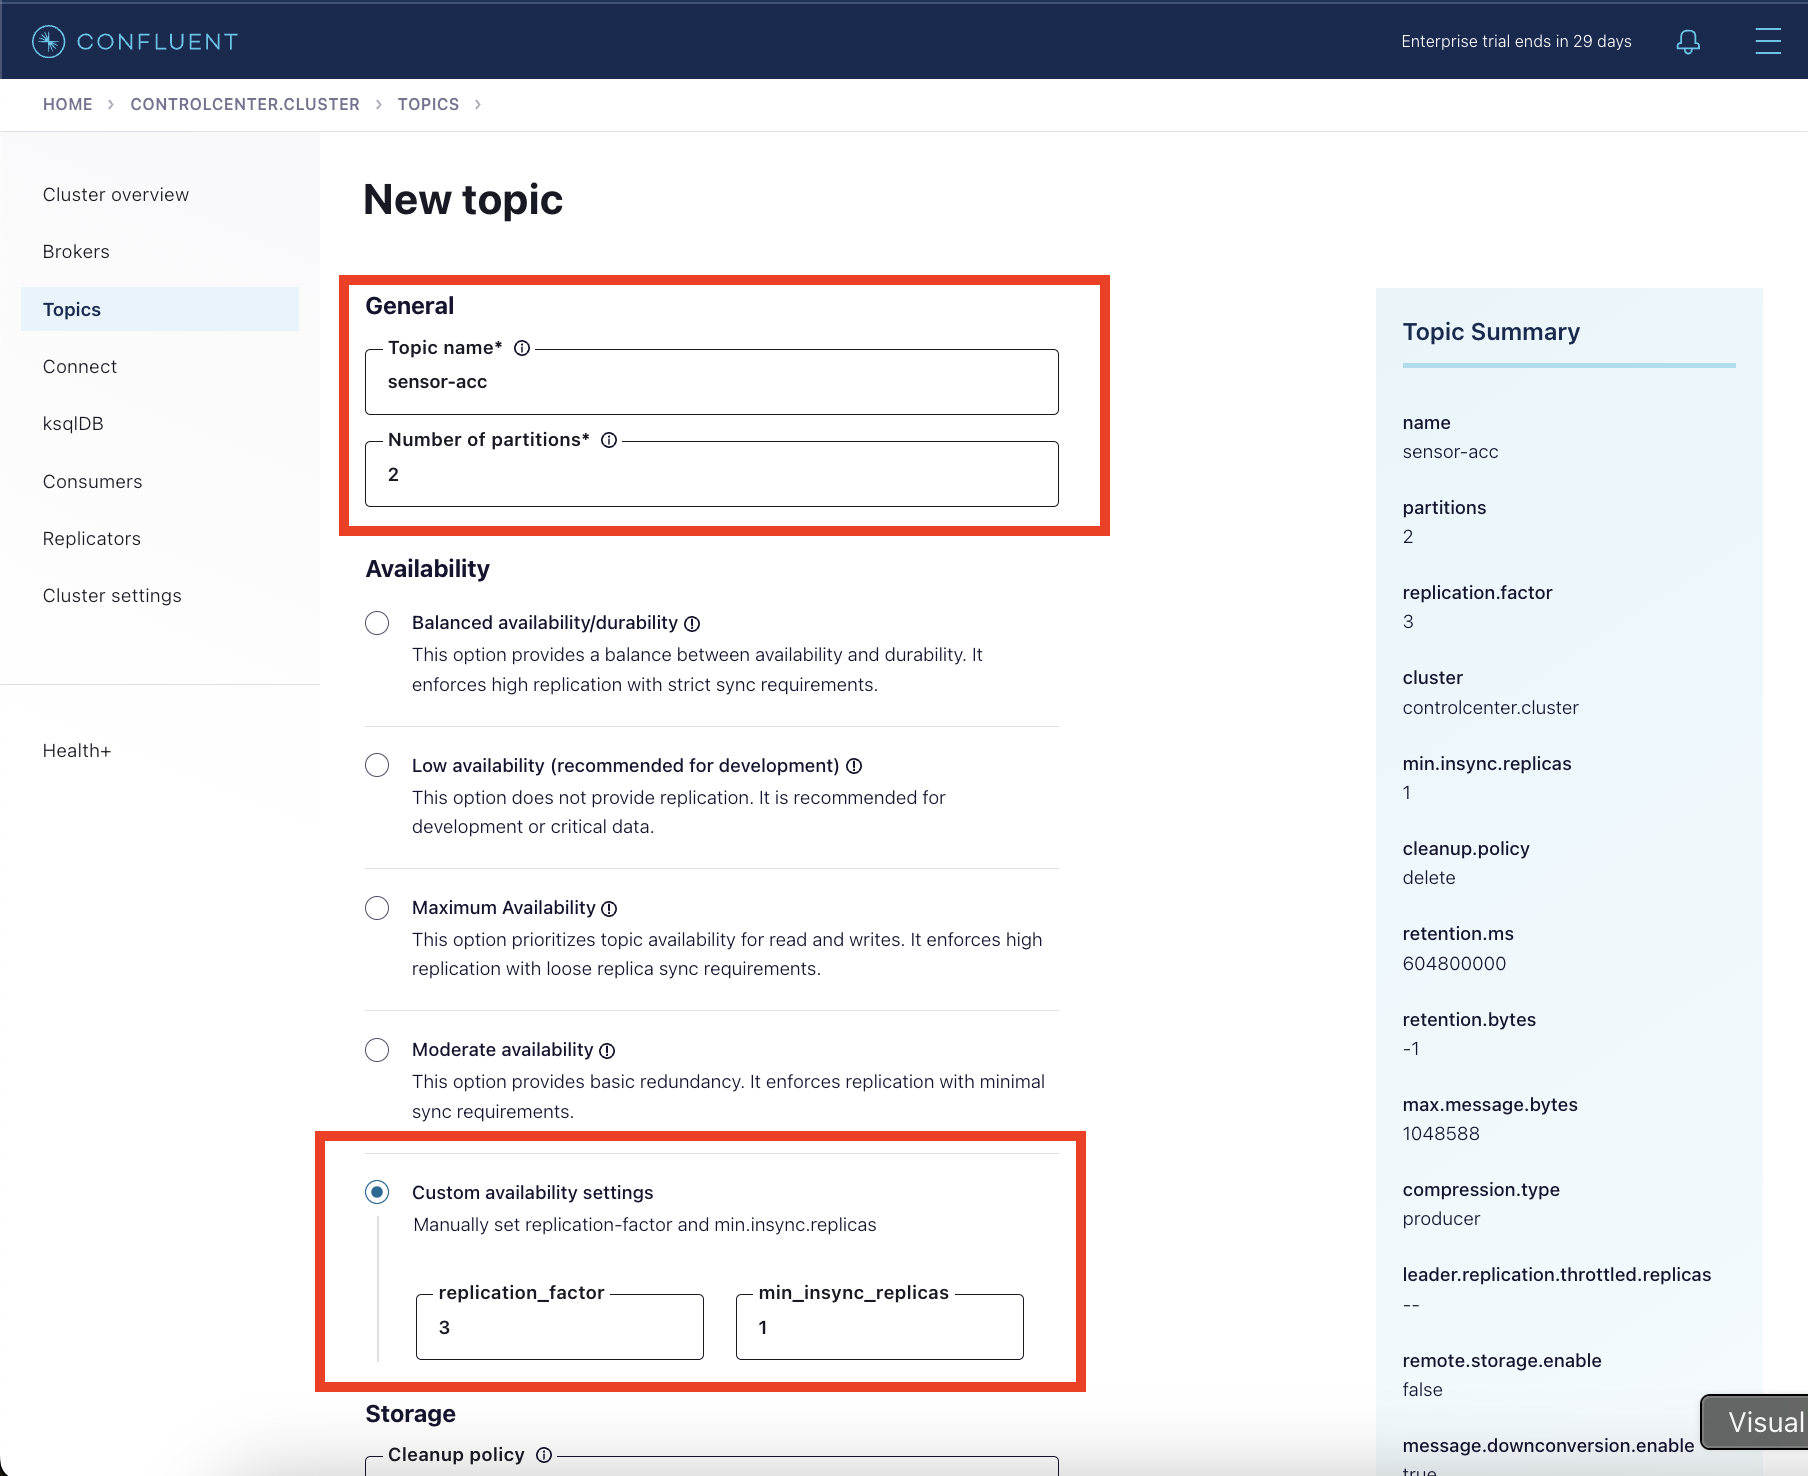 CONFLUENT
Enterprise trial ends in 29 days
HOME > CONTROLCENTER.CLUSTER > TOPICS >
Cluster overview
Brokers
Topics
Connect
ksqlDB
Consumers
Replicators
Cluster settings
Health+
New topic
General
Topic name*
sensor-acc
Number of partitions*
2
Availability
Balanced availability/durability
This option provides a balance between availability and durability. It
enforces high replication with strict sync requirements.
Low availability (recommended for development)
This option does not provide replication. It is recommended for
development or critical data.
Maximum Availability
This option prioritizes topic availability for read and writes. It enforces high
replication with loose replica sync requirements.
Moderate availability
This option provides basic redundancy. It enforces replication with minimal
sync requirements.
Custom availability settings
Manually set replication-factor and min.insync.replicas
replication_factor
3
min_insync_replicas
1
Storage
Cleanup policy
Topic Summary
name
sensor-acc
partitions
2
replication.factor
3
cluster
controlcenter.cluster
min.insync.replicas
1
cleanup.policy
delete
retention.ms
604800000
retention.bytes
-1
max.message.bytes
1048588
compression.type
producer
leader.replication.throttled.replicas
--
remote.storage.enable
false
message.downconversion.enable
true
Visual